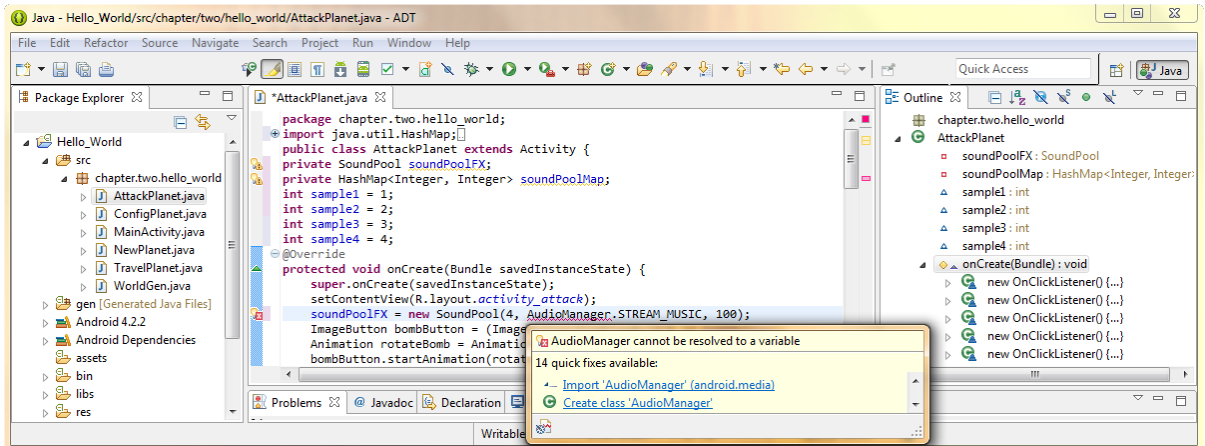 Java - Hello_World/src/chapter/two/hello_world/AttackPlanet.java - ADT
File Edit Refactor Source Navigate Search Project Run Window Help
Quick Access
Java
Package Explorer
Hello_World
src
chapter.two.hello_world
AttackPlanet.java
ConfigPlanet.java
MainActivity.java
NewPlanet.java
TravelPlanet.java
WorldGen.java
gen [Generated Java Files]
Android 4.2.2
Android Dependencies
assets
bin
libs
res
*AttackPlanet.java
package chapter.two.hello_world;
import java.util.HashMap;
public class AttackPlanet extends Activity {
private SoundPool soundPoolFX;
private HashMap<Integer, Integer> soundPoolMap;
int sample1 = 1;
int sample2 = 2;
int sample3 = 3;
int sample4 = 4;
@Override
protected void onCreate(Bundle savedInstanceState) {
super.onCreate(savedInstanceState);
setContentView(R.layout.activity_attack);
soundPoolFX = new SoundPool(4, AudioManager.STREAM_MUSIC, 100);
ImageButton bombButton = (Image
Animation rotateBomb = Animatio
bombButton.startAnimation(rotat
AudioManager cannot be resolved to a variable
14 quick fixes available:
Import 'AudioManager' (android.media)
Create class 'AudioManager'
Problems @ Javadoc Declaration
Writable
Outline
chapter.two.hello_world
AttackPlanet
soundPoolFX : SoundPool
soundPoolMap : HashMap<Integer, Integer>
sample1 : int
sample2 : int
sample3 : int
sample4 : int
onCreate(Bundle) : void
new OnClickListener() {...}
new OnClickListener() {...}
new OnClickListener() {...}
new OnClickListener() {...}